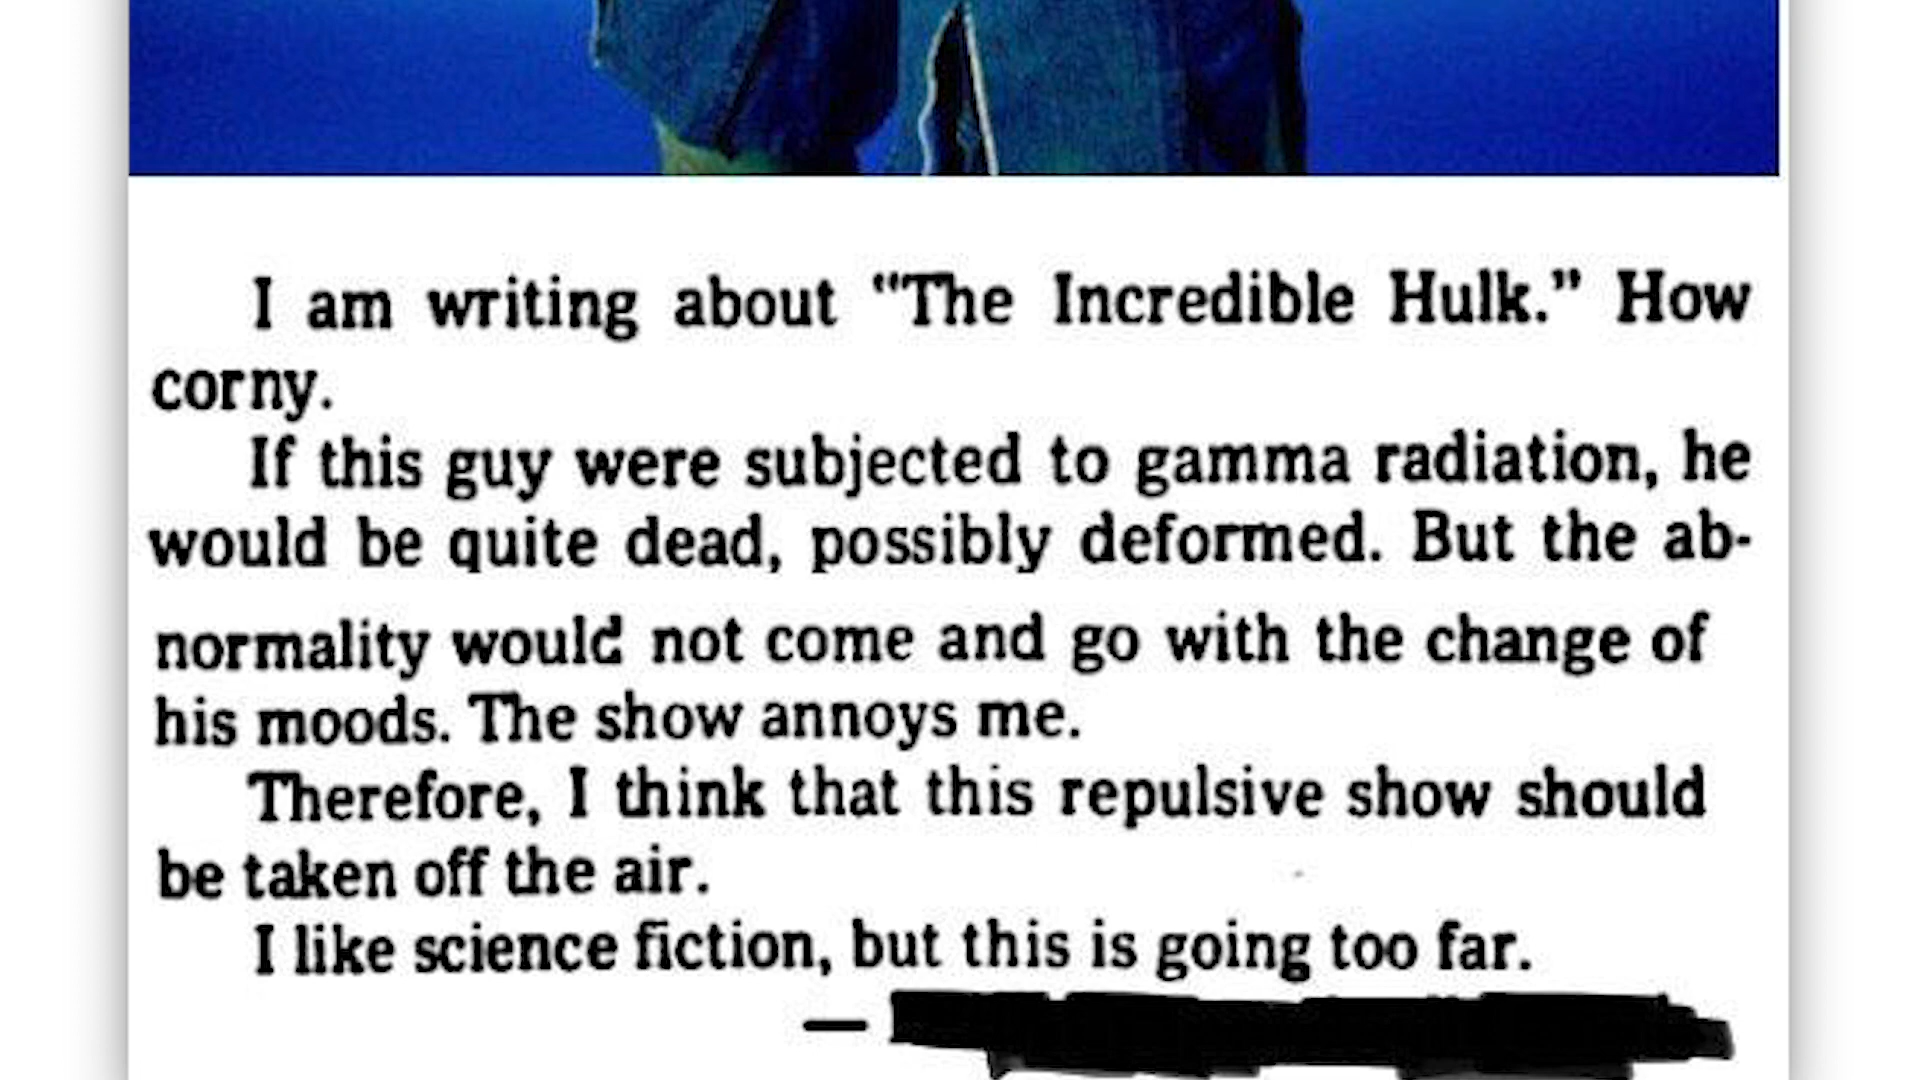 I am writing about “The Incredible Hulk.” How
corny.
If this guy were subjected to gamma radiation, he
would be quite dead, possibly deformed. But the ab-
normality would not come and go with the change of
his moods. The show annoys me.
Therefore, I think that this repulsive show should
be taken off the air.
I like science fiction, but this is going too far.
—